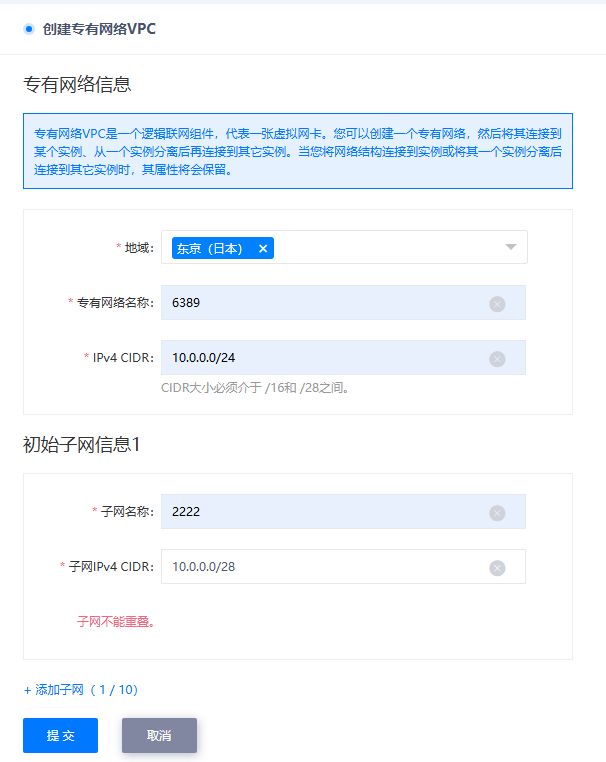 创建专有网络VPC
专有网络信息
专有网络VPC是一个逻辑联网组件，代表一张虚拟网卡。您可以创建一个专有网络，然后将其连接到
某个实例、从一个实例分离后再连接到其它实例。当您将网络结构连接到实例或将其一个实例分离后
连接到其它实例时，其属性将会保留。
* 地域： 东京（日本） ×
* 专有网络名称： 6389
* IPv4 CIDR： 10.0.0.0/24
CIDR大小必须介于 /16和 /28之间。
初始子网信息1
* 子网名称： 2222
* 子网IPv4 CIDR： 10.0.0.0/28
子网不能重叠。
+ 添加子网（ 1 / 10）
提 交 取消